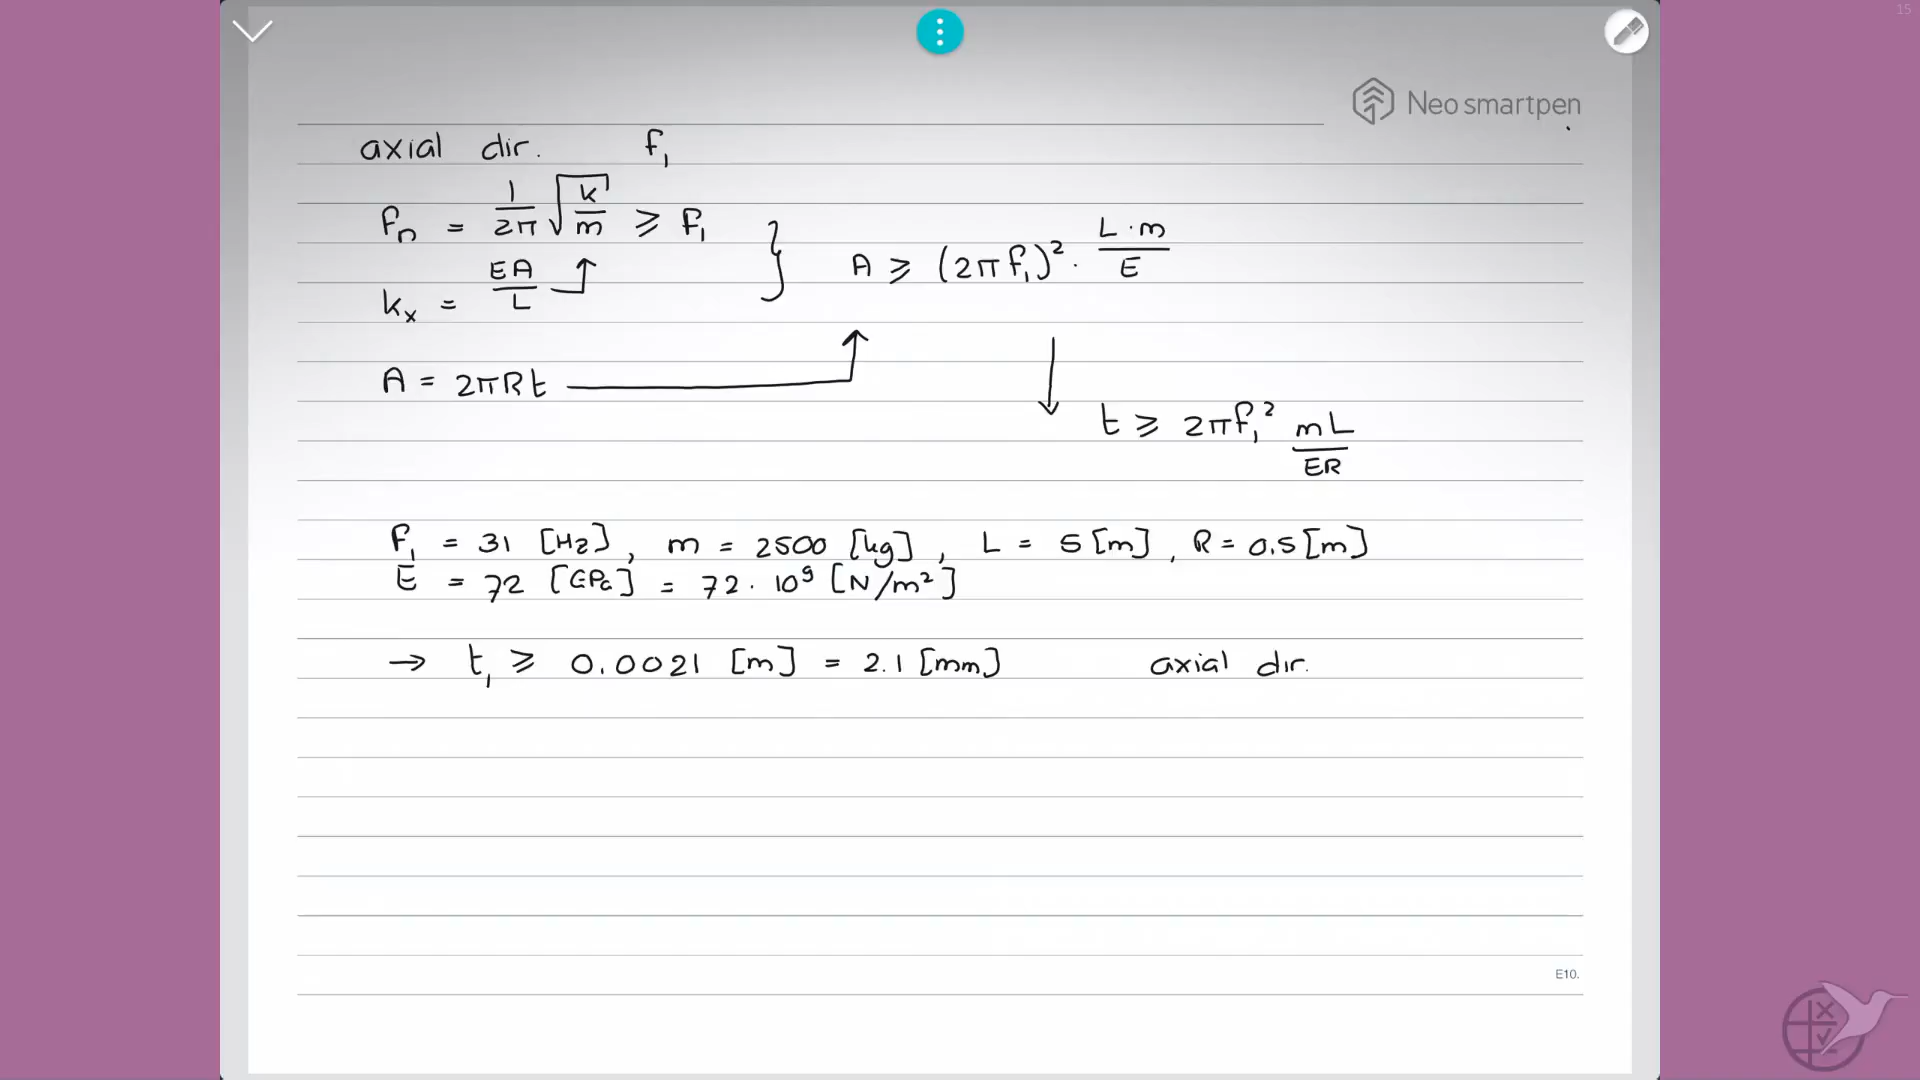 15
Neo smartpen
axial dir. f₁
fₙ = 1/2π √(k/m) ⩾ f₁
kₓ = EA/L
} A ⩾ (2πf₁)² · L·m/E
A = 2πRt
t ⩾ 2πf₁² mL/ER
f₁ = 31 [Hz], m = 2500 [kg], L = 5 [m], R = 0.5 [m]
E = 72 [GPa] = 72 · 10⁹ [N/m²]
→ t₁ ⩾ 0.0021 [m] = 2.1 [mm] axial dir.
E10.